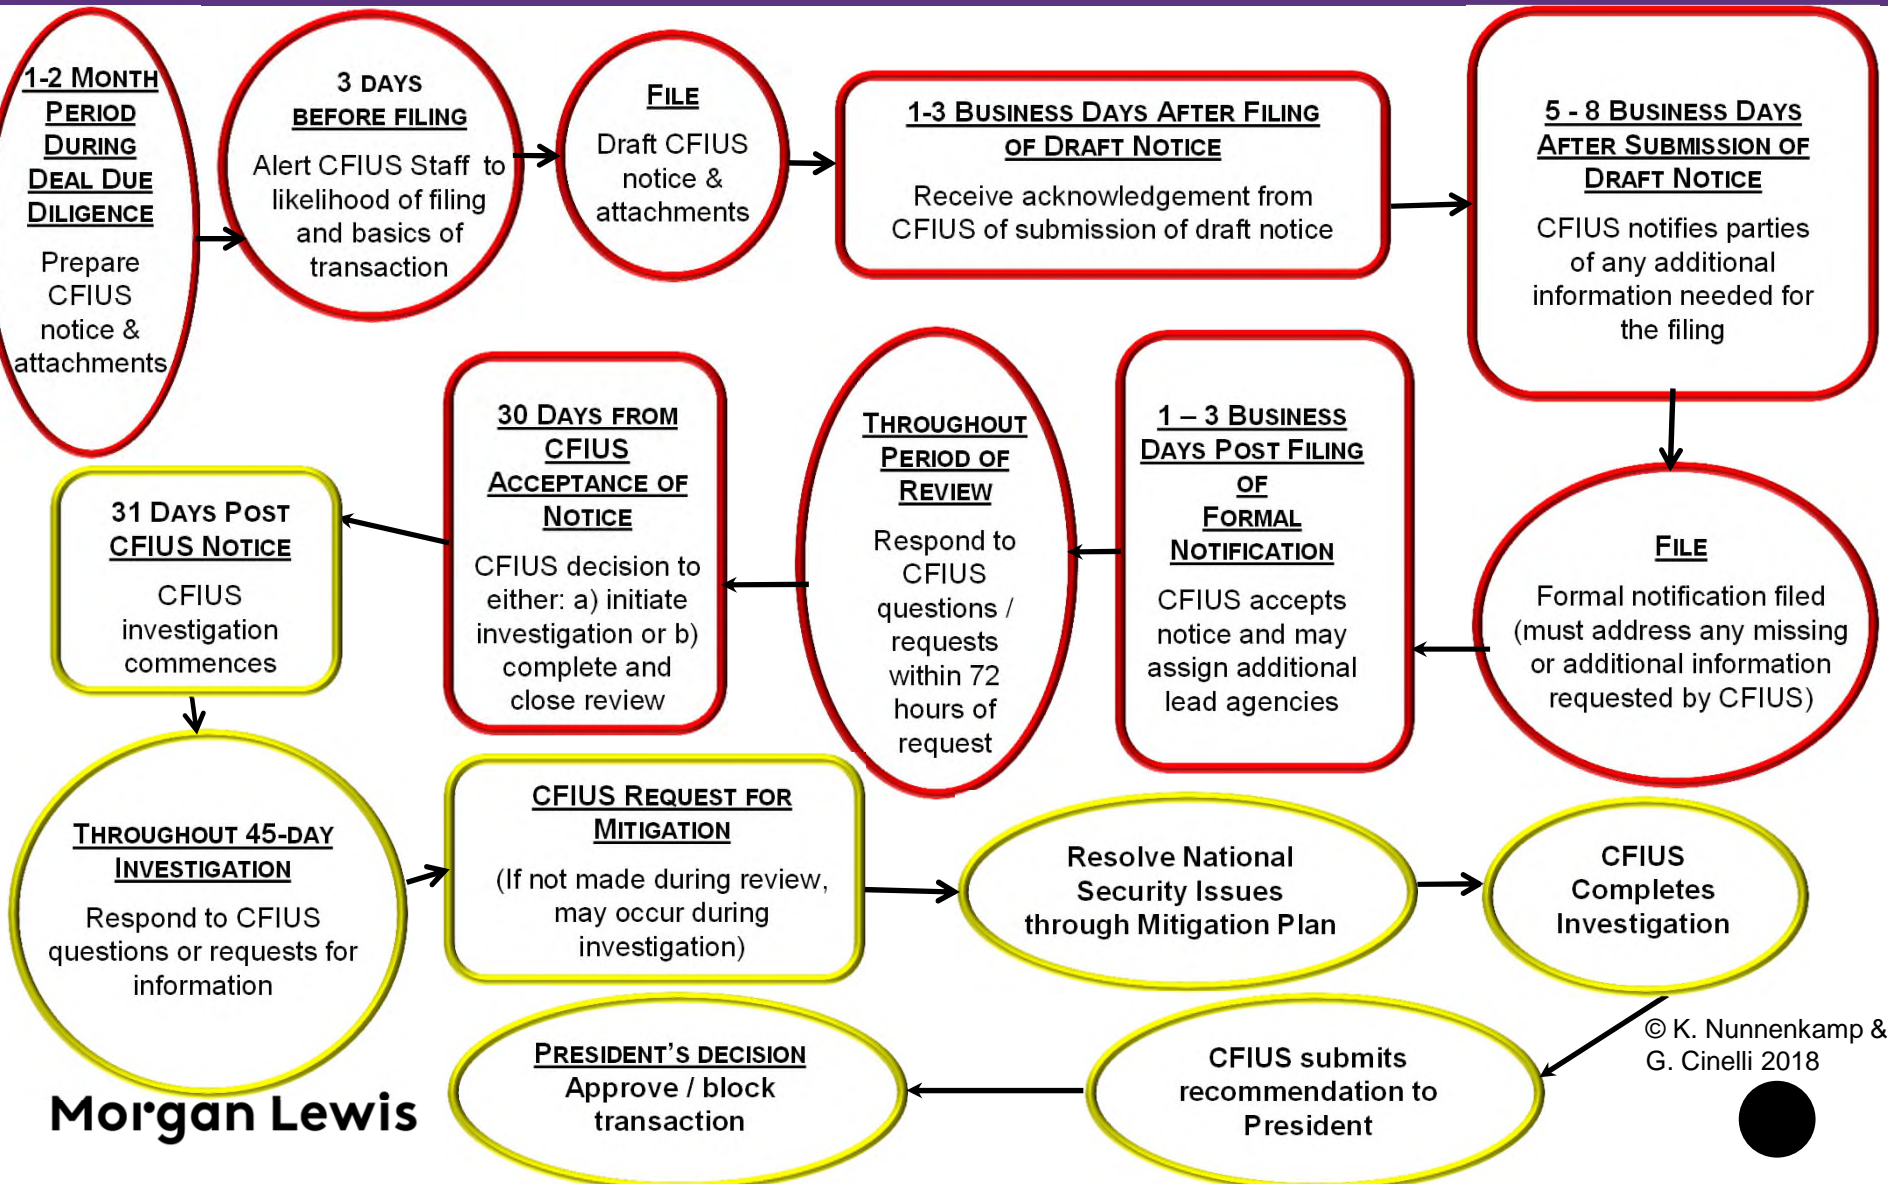 1-2 MONTH
PERIOD
DURING
DEAL DUE
DILIGENCE
Prepare
CFIUS
notice &
attachments
3 DAYS
BEFORE FILING
Alert CFIUS Staff to
likelihood of filing
and basics of
transaction
FILE
Draft CFIUS
notice &
attachments
1-3 BUSINESS DAYS AFTER FILING
OF DRAFT NOTICE
Receive acknowledgement from
CFIUS of submission of draft notice
5 - 8 BUSINESS DAYS
AFTER SUBMISSION OF
DRAFT NOTICE
CFIUS notifies parties
of any additional
information needed for
the filing
FILE
Formal notification filed
(must address any missing
or additional information
requested by CFIUS)
1 – 3 BUSINESS
DAYS POST FILING
OF
FORMAL
NOTIFICATION
CFIUS accepts
notice and may
assign additional
lead agencies
THROUGHOUT
PERIOD OF
REVIEW
Respond to
CFIUS
questions /
requests
within 72
hours of
request
30 DAYS FROM
CFIUS
ACCEPTANCE OF
NOTICE
CFIUS decision to
either: a) initiate
investigation or b)
complete and
close review
31 DAYS POST
CFIUS NOTICE
CFIUS
investigation
commences
THROUGHOUT 45-DAY
INVESTIGATION
Respond to CFIUS
questions or requests for
information
CFIUS REQUEST FOR
MITIGATION
(If not made during review,
may occur during
investigation)
Resolve National
Security Issues
through Mitigation Plan
CFIUS
Completes
Investigation
CFIUS submits
recommendation to
President
PRESIDENT'S DECISION
Approve / block
transaction
© K. Nunnenkamp &
G. Cinelli 2018
Morgan Lewis